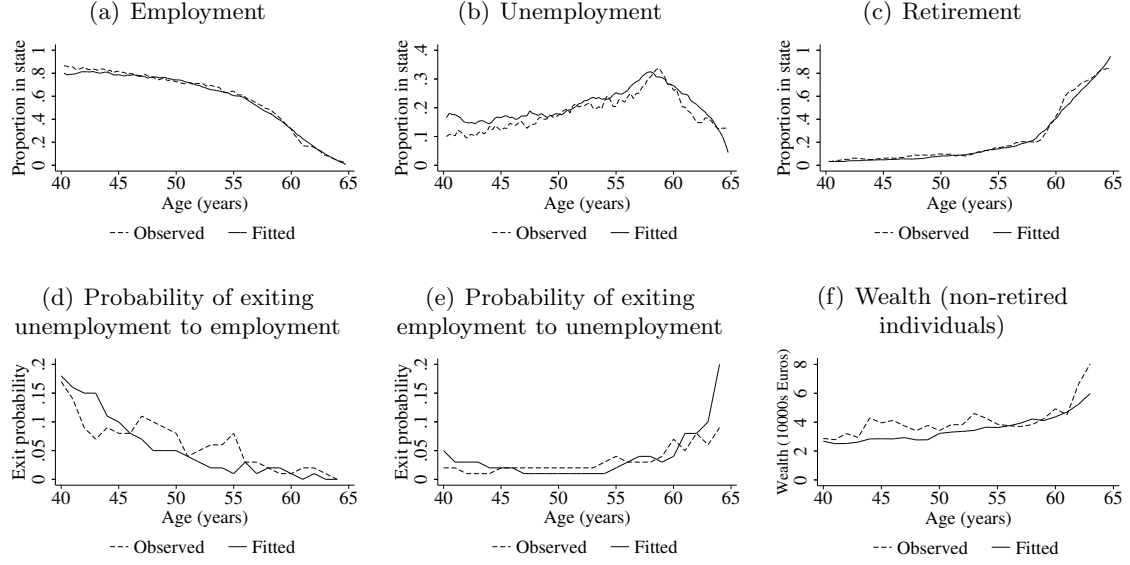 (a) Employment
Proportion in state
0 .2 .4 .6 .8 1
40 45 50 55 60 65
Age (years)
Observed Fitted
(b) Unemployment
Proportion in state
0 .1 .2 .3 .4
40 45 50 55 60 65
Age (years)
Observed Fitted
(c) Retirement
Proportion in state
0 .2 .4 .6 .8 1
40 45 50 55 60 65
Age (years)
Observed Fitted
(d) Probability of exiting
unemployment to employment
Exit probability
0 .05 .1 .15 .2
40 45 50 55 60 65
Age (years)
Observed Fitted
(e) Probability of exiting
employment to unemployment
Exit probability
0 .05 .1 .15 .2
40 45 50 55 60 65
Age (years)
Observed Fitted
(f) Wealth (non-retired
individuals)
Wealth (10000s Euros)
0 2 4 6 8
40 45 50 55 60 65
Age (years)
Observed Fitted